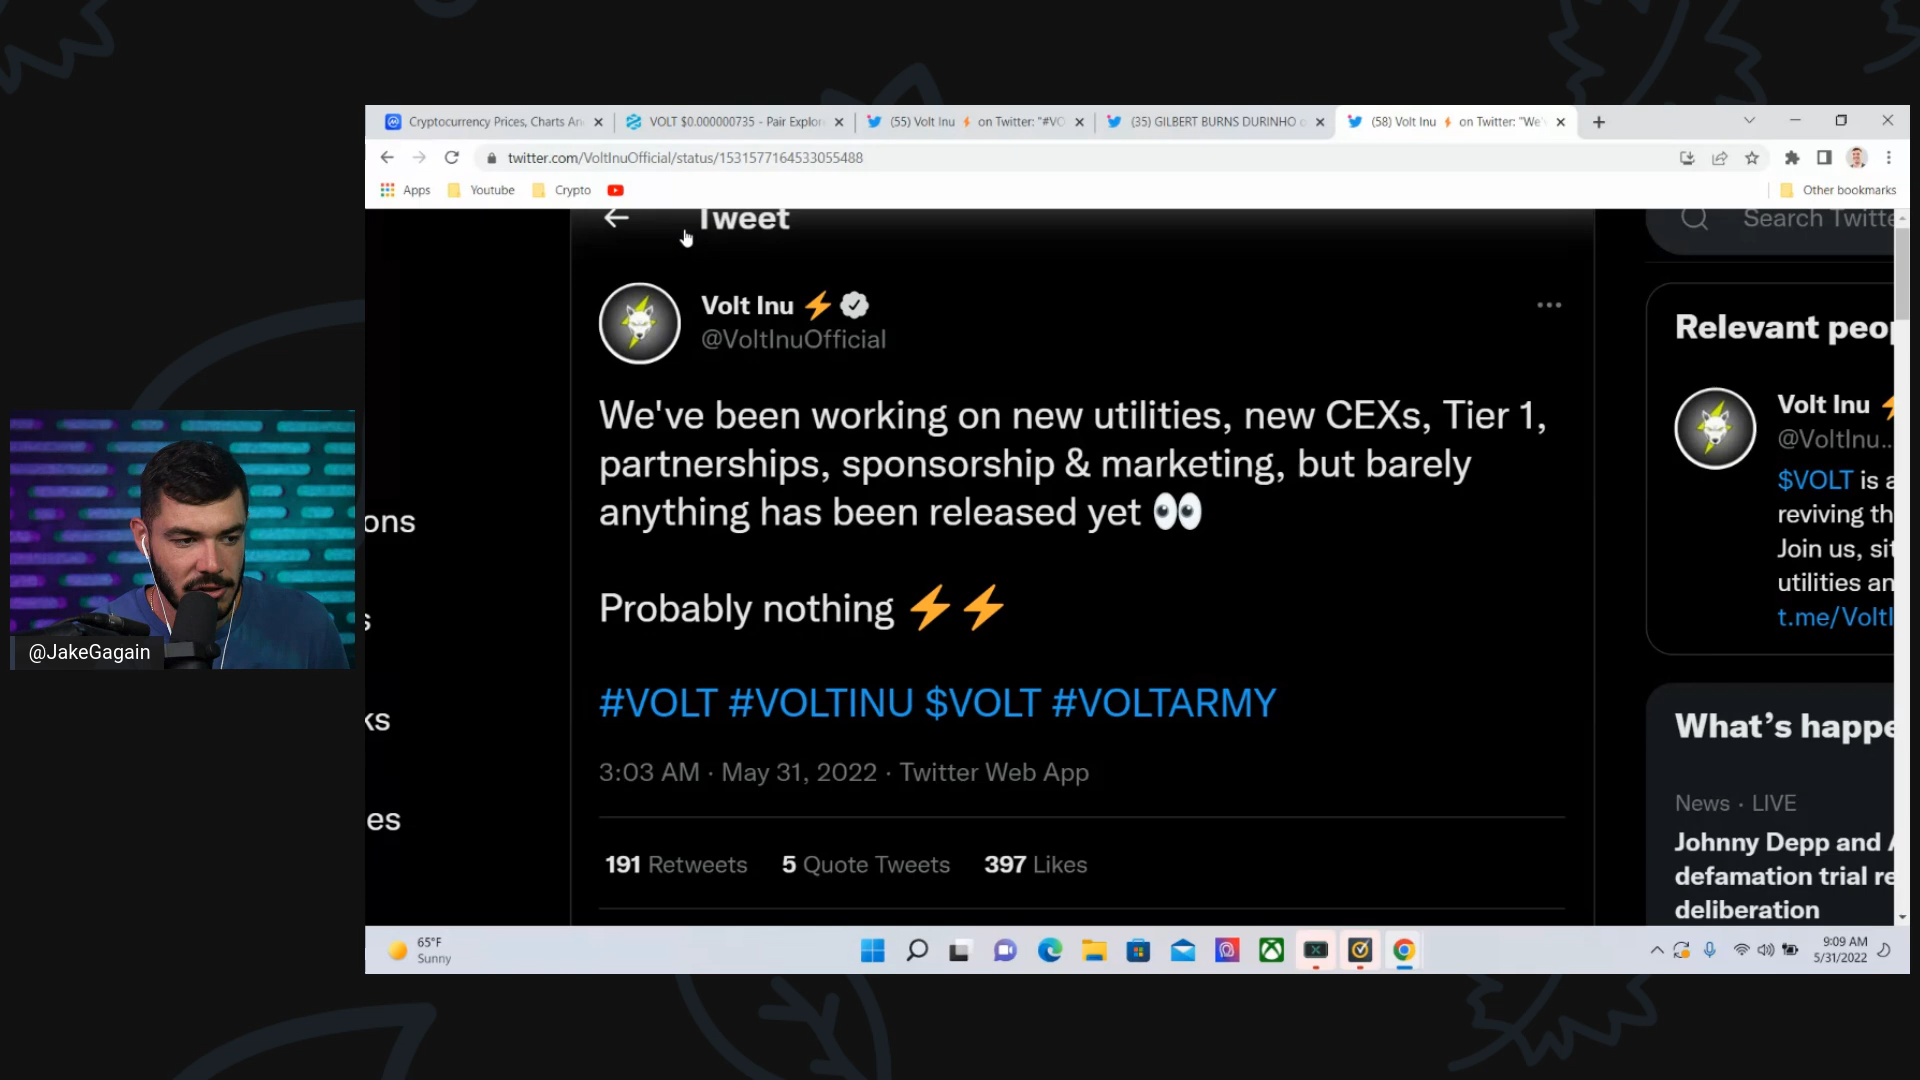 Cryptocurrency Prices, Charts An
VOLT $0.000000735 - Pair Explor
(55) Volt Inu ⚡ on Twitter: "#VO
(35) GILBERT BURNS DURINHO
(58) Volt Inu ⚡ on Twitter: "We'
twitter.com/VoltInuOfficial/status/1531577164533055488
Apps
Youtube
Crypto
Other bookmarks
Tweet
Search Twitte
Volt Inu ⚡
@VoltInuOfficial
We've been working on new utilities, new CEXs, Tier 1,
partnerships, sponsorship & marketing, but barely
anything has been released yet 👀
Probably nothing ⚡⚡
#VOLT #VOLTINU $VOLT #VOLTARMY
3:03 AM · May 31, 2022 · Twitter Web App
191 Retweets 5 Quote Tweets 397 Likes
ons
ks
es
Relevant peop
Volt Inu ⚡
@VoltInu...
$VOLT is a
reviving th
Join us, sit
utilities an
t.me/VoltI
What's happe
News · LIVE
Johnny Depp and A
defamation trial re
deliberation
@JakeGagain
65°F
Sunny
9:09 AM
5/31/2022